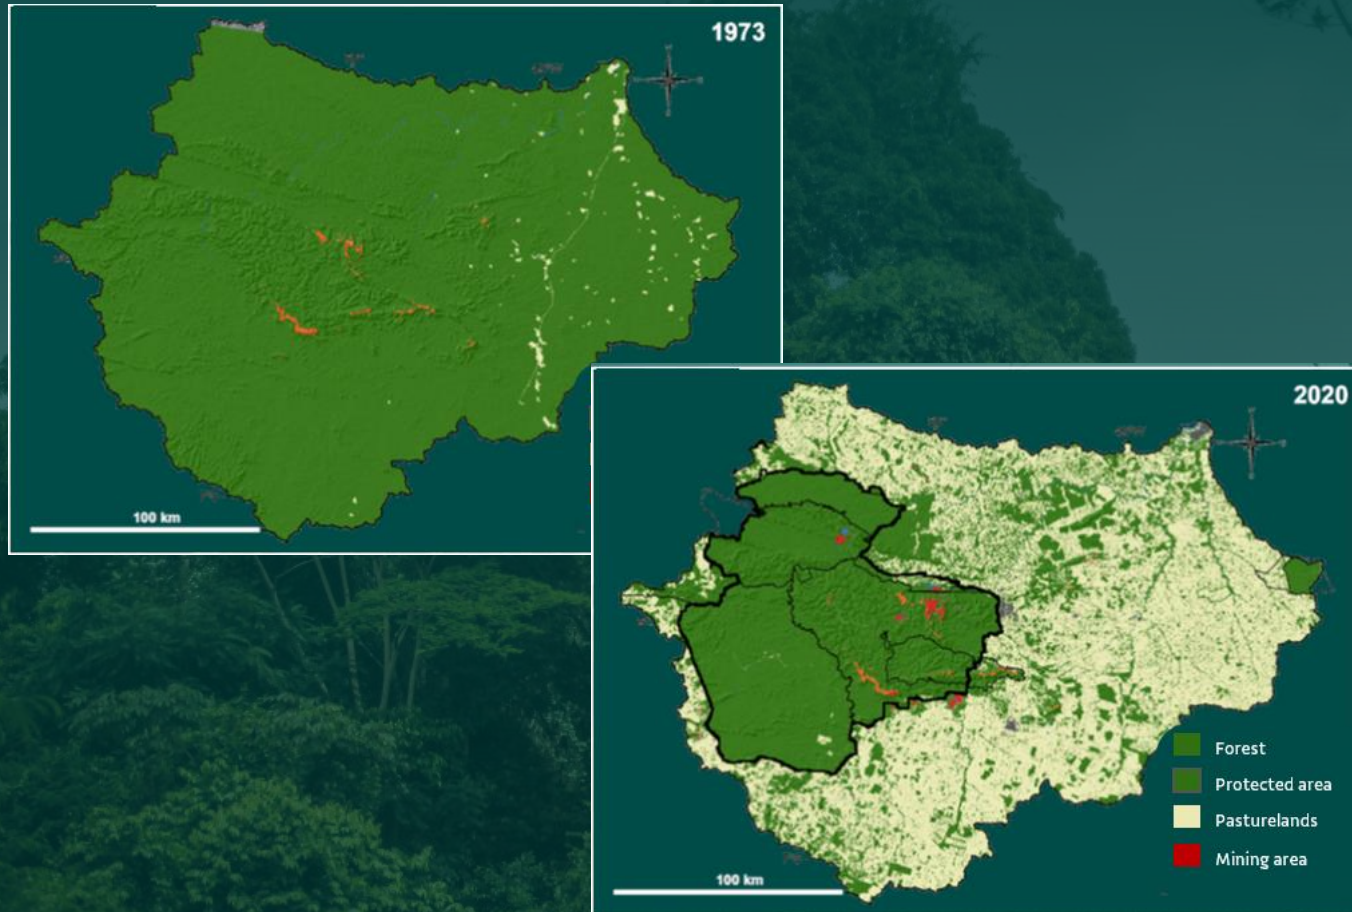 1973
100 km
2020
Forest
Protected area
Pasturelands
Mining area
100 km